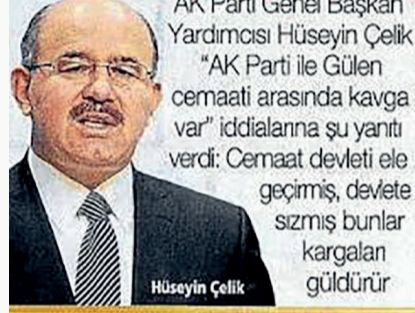 AK Parti Genel Başkan
Yardımcısı Hüseyin Çelik
“AK Parti ile Gülen
cemaati arasında kavga
var” iddialarına şu yanıtı
verdi: Cemaat devleti ele
geçirmiş, devlete
sızmış bunlar
kargaları
güldürür
Hüseyin Çelik